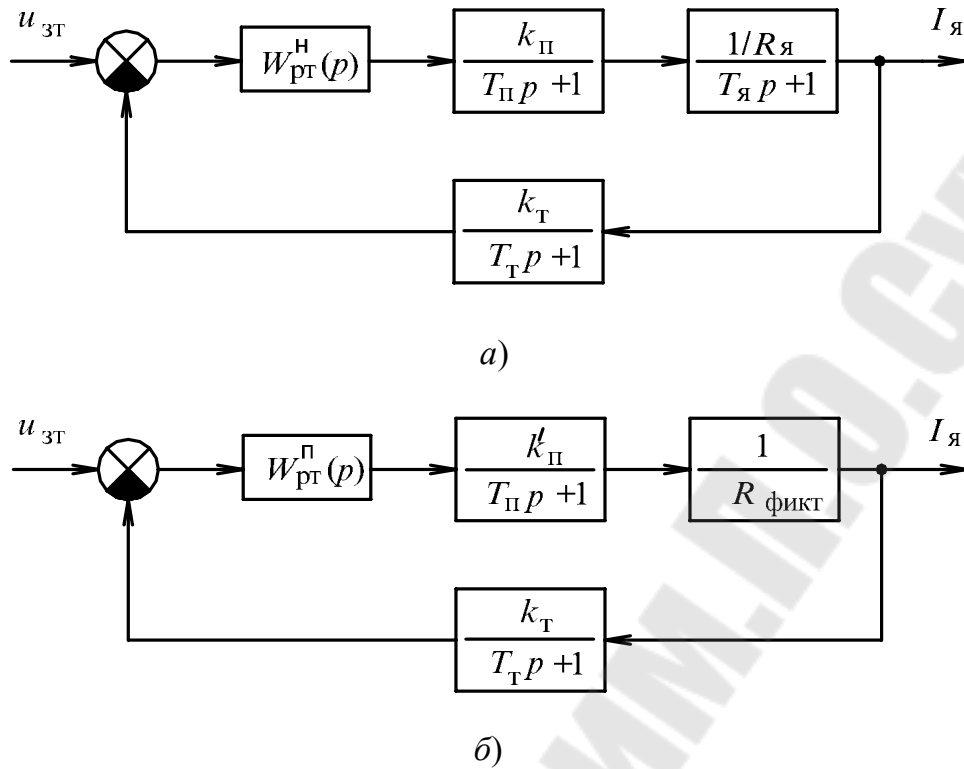 u зт
W н рт (p)
k п
T п p +1
1/R я
T я p +1
I я
k т
T т p +1
а)
u зт
W п рт (p)
k′ п
T п p +1
1
R фикт
I я
k т
T т p +1
б)